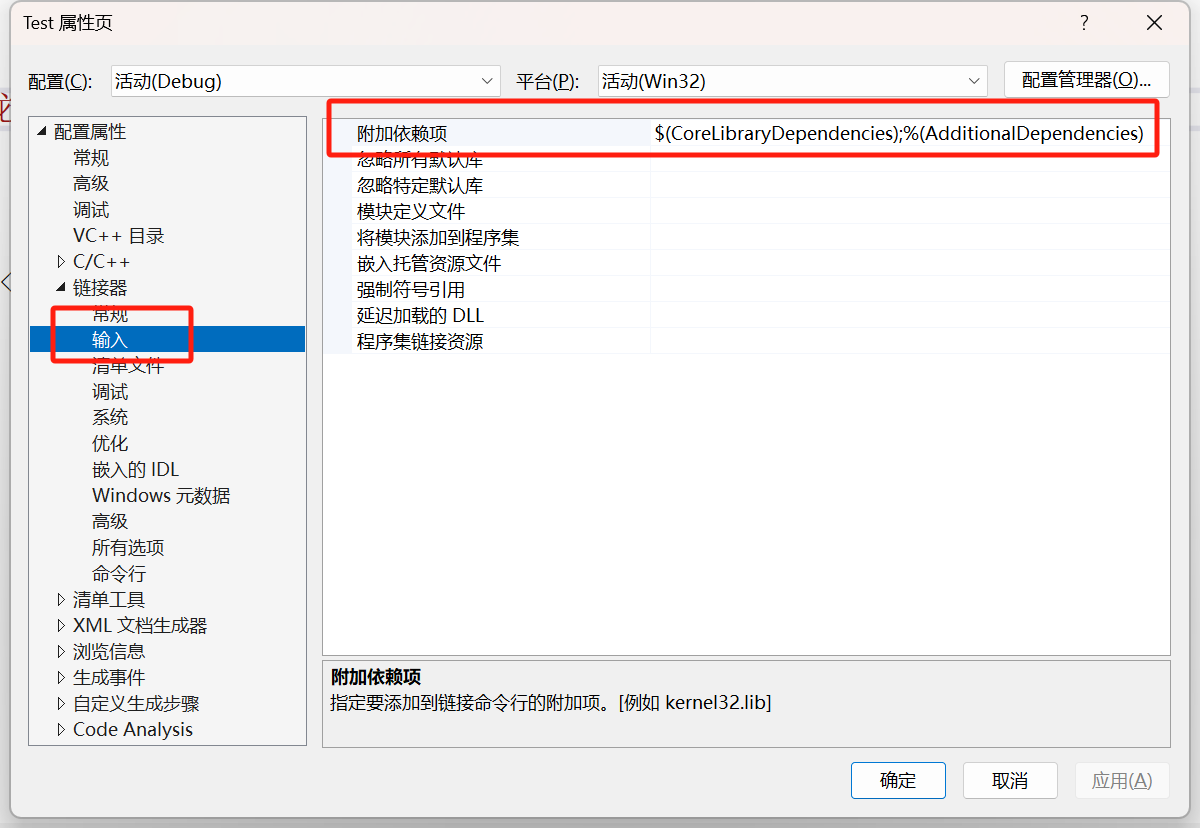 Test 属性页
?
配置(C):
活动(Debug)
平台(P):
活动(Win32)
配置管理器(O)...
配置属性
常规
高级
调试
VC++ 目录
C/C++
链接器
常规
输入
清单文件
调试
系统
优化
嵌入的 IDL
Windows 元数据
高级
所有选项
命令行
清单工具
XML 文档生成器
浏览信息
生成事件
自定义生成步骤
Code Analysis
附加依赖项 $(CoreLibraryDependencies);%(AdditionalDependencies)
忽略所有默认库
忽略特定默认库
模块定义文件
将模块添加到程序集
嵌入托管资源文件
强制符号引用
延迟加载的 DLL
程序集链接资源
附加依赖项
指定要添加到链接命令行的附加项。[例如 kernel32.lib]
确定
取消
应用(A)